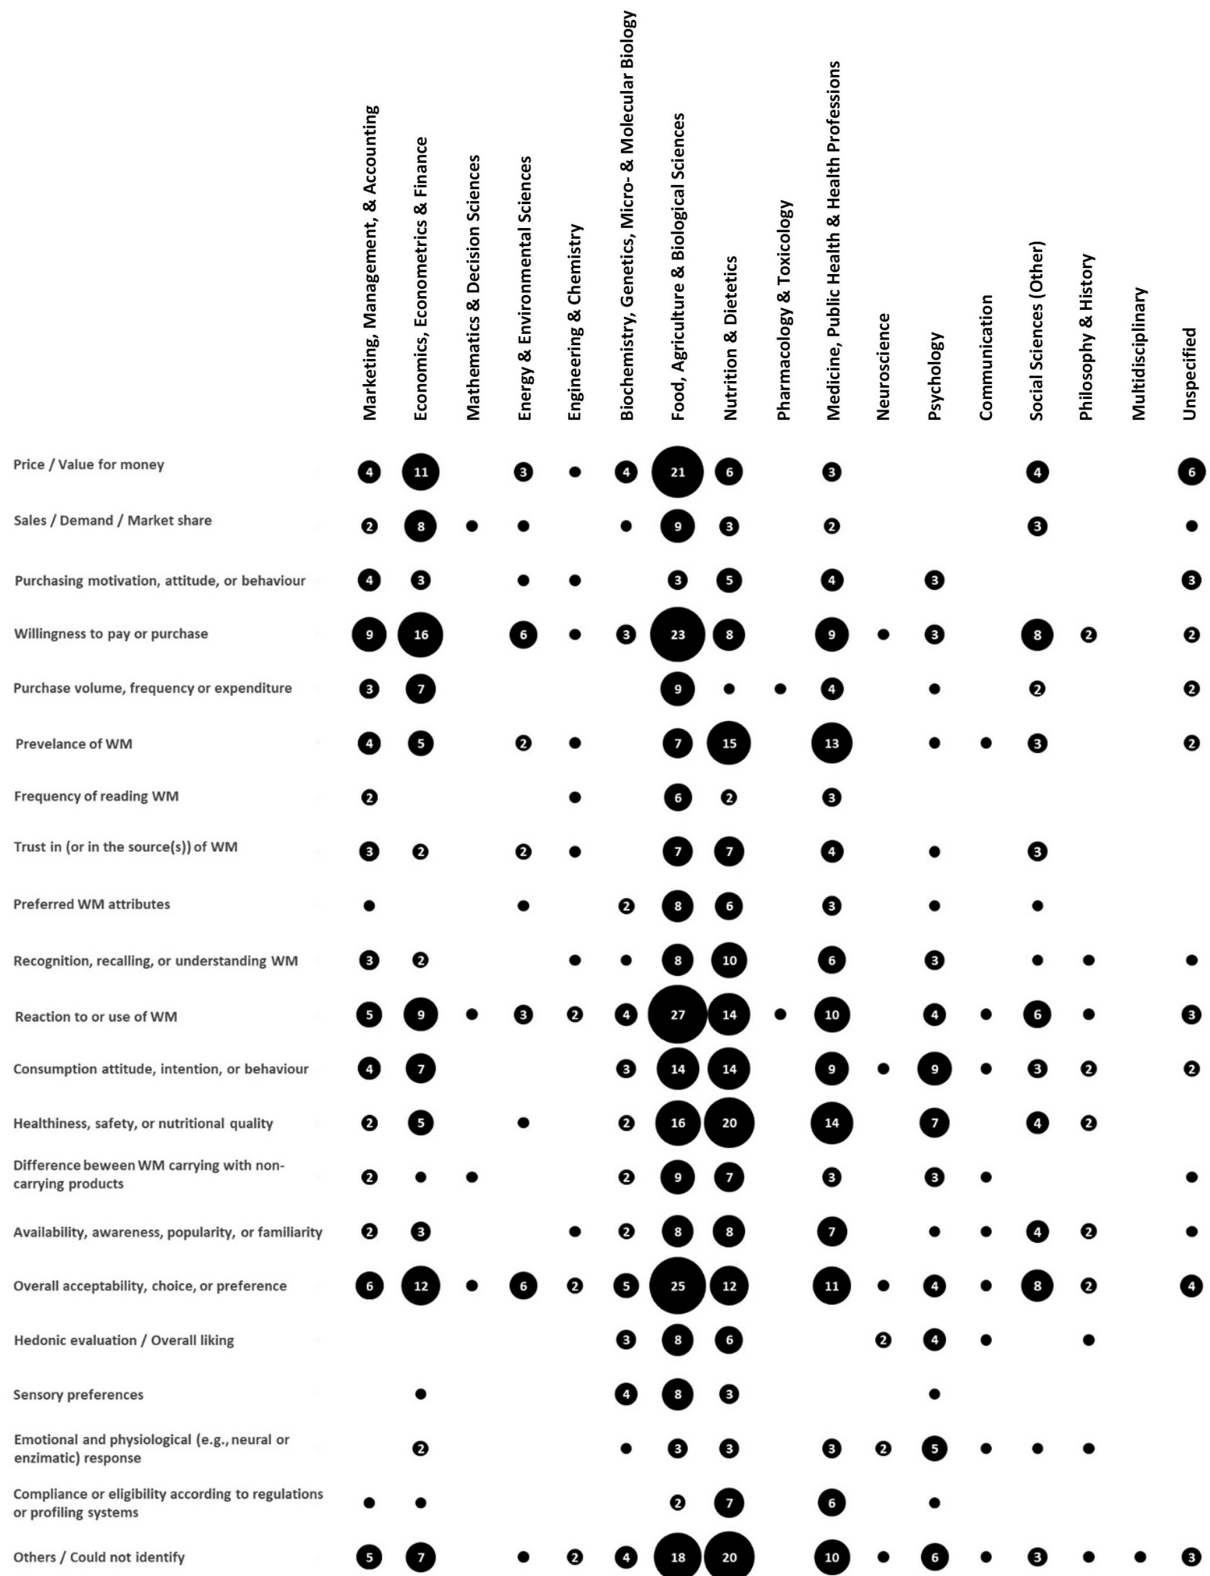 Marketing, Management, & Accounting
Economics, Econometrics & Finance
Mathematics & Decision Sciences
Energy & Environmental Sciences
Engineering & Chemistry
Biochemistry, Genetics, Micro- & Molecular Biology
Food, Agriculture & Biological Sciences
Nutrition & Dietetics
Pharmacology & Toxicology
Medicine, Public Health & Health Professions
Neuroscience
Psychology
Communication
Social Sciences (Other)
Philosophy & History
Multidisciplinary
Unspecified
Price / Value for money 4 11 3 4 21 6 3 4 6
Sales / Demand / Market share 2 8 9 3 2 3
Purchasing motivation, attitude, or behaviour 4 3 3 5 4 3 3
Willingness to pay or purchase 9 16 6 3 23 8 9 3 8 2 2
Purchase volume, frequency or expenditure 3 7 9 4 2 2
Prevelance of WM 4 5 2 7 15 13 3 2
Frequency of reading WM 2 6 2 3
Trust in (or in the source(s)) of WM 3 2 2 7 7 4 3
Preferred WM attributes 2 8 6 3
Recognition, recalling, or understanding WM 3 2 8 10 6 3
Reaction to or use of WM 5 9 3 2 4 27 14 10 4 6 3
Consumption attitude, intention, or behaviour 4 7 3 14 14 9 9 3 2 2
Healthiness, safety, or nutritional quality 2 5 2 16 20 14 7 4 2
Difference beween WM carrying with non-
carrying products 2 2 9 7 3 3
Availability, awareness, popularity, or familiarity 2 3 2 8 8 7 4 2
Overall acceptability, choice, or preference 6 12 6 2 5 25 12 11 4 8 2 4
Hedonic evaluation / Overall liking 3 8 6 2 4
Sensory preferences 4 8 3
Emotional and physiological (e.g., neural or
enzimatic) response 2 3 3 3 2 5
Compliance or eligibility according to regulations
or profiling systems 2 7 6
Others / Could not identify 5 7 2 4 18 20 10 6 3 3